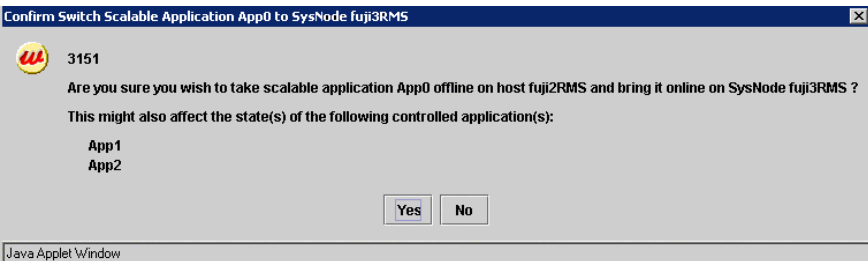 Confirm Switch Scalable Application App0 to SysNode fuji3RMS
3151
Are you sure you wish to take scalable application App0 offline on host fuji2RMS and bring it online on SysNode fuji3RMS ?
This might also affect the state(s) of the following controlled application(s):
App1
App2
Yes No
Java Applet Window